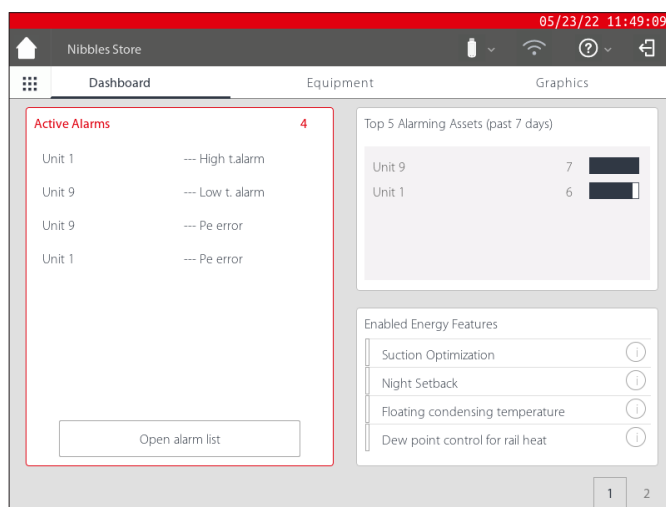 05/23/22 11:49:09
Nibbles Store
Dashboard Equipment Graphics
Active Alarms 4
Unit 1 --- High t.alarm
Unit 9 --- Low t. alarm
Unit 9 --- Pe error
Unit 1 --- Pe error
Open alarm list
Top 5 Alarming Assets (past 7 days)
Unit 9 7
Unit 1 6
Enabled Energy Features
Suction Optimization
Night Setback
Floating condensing temperature
Dew point control for rail heat
1 2